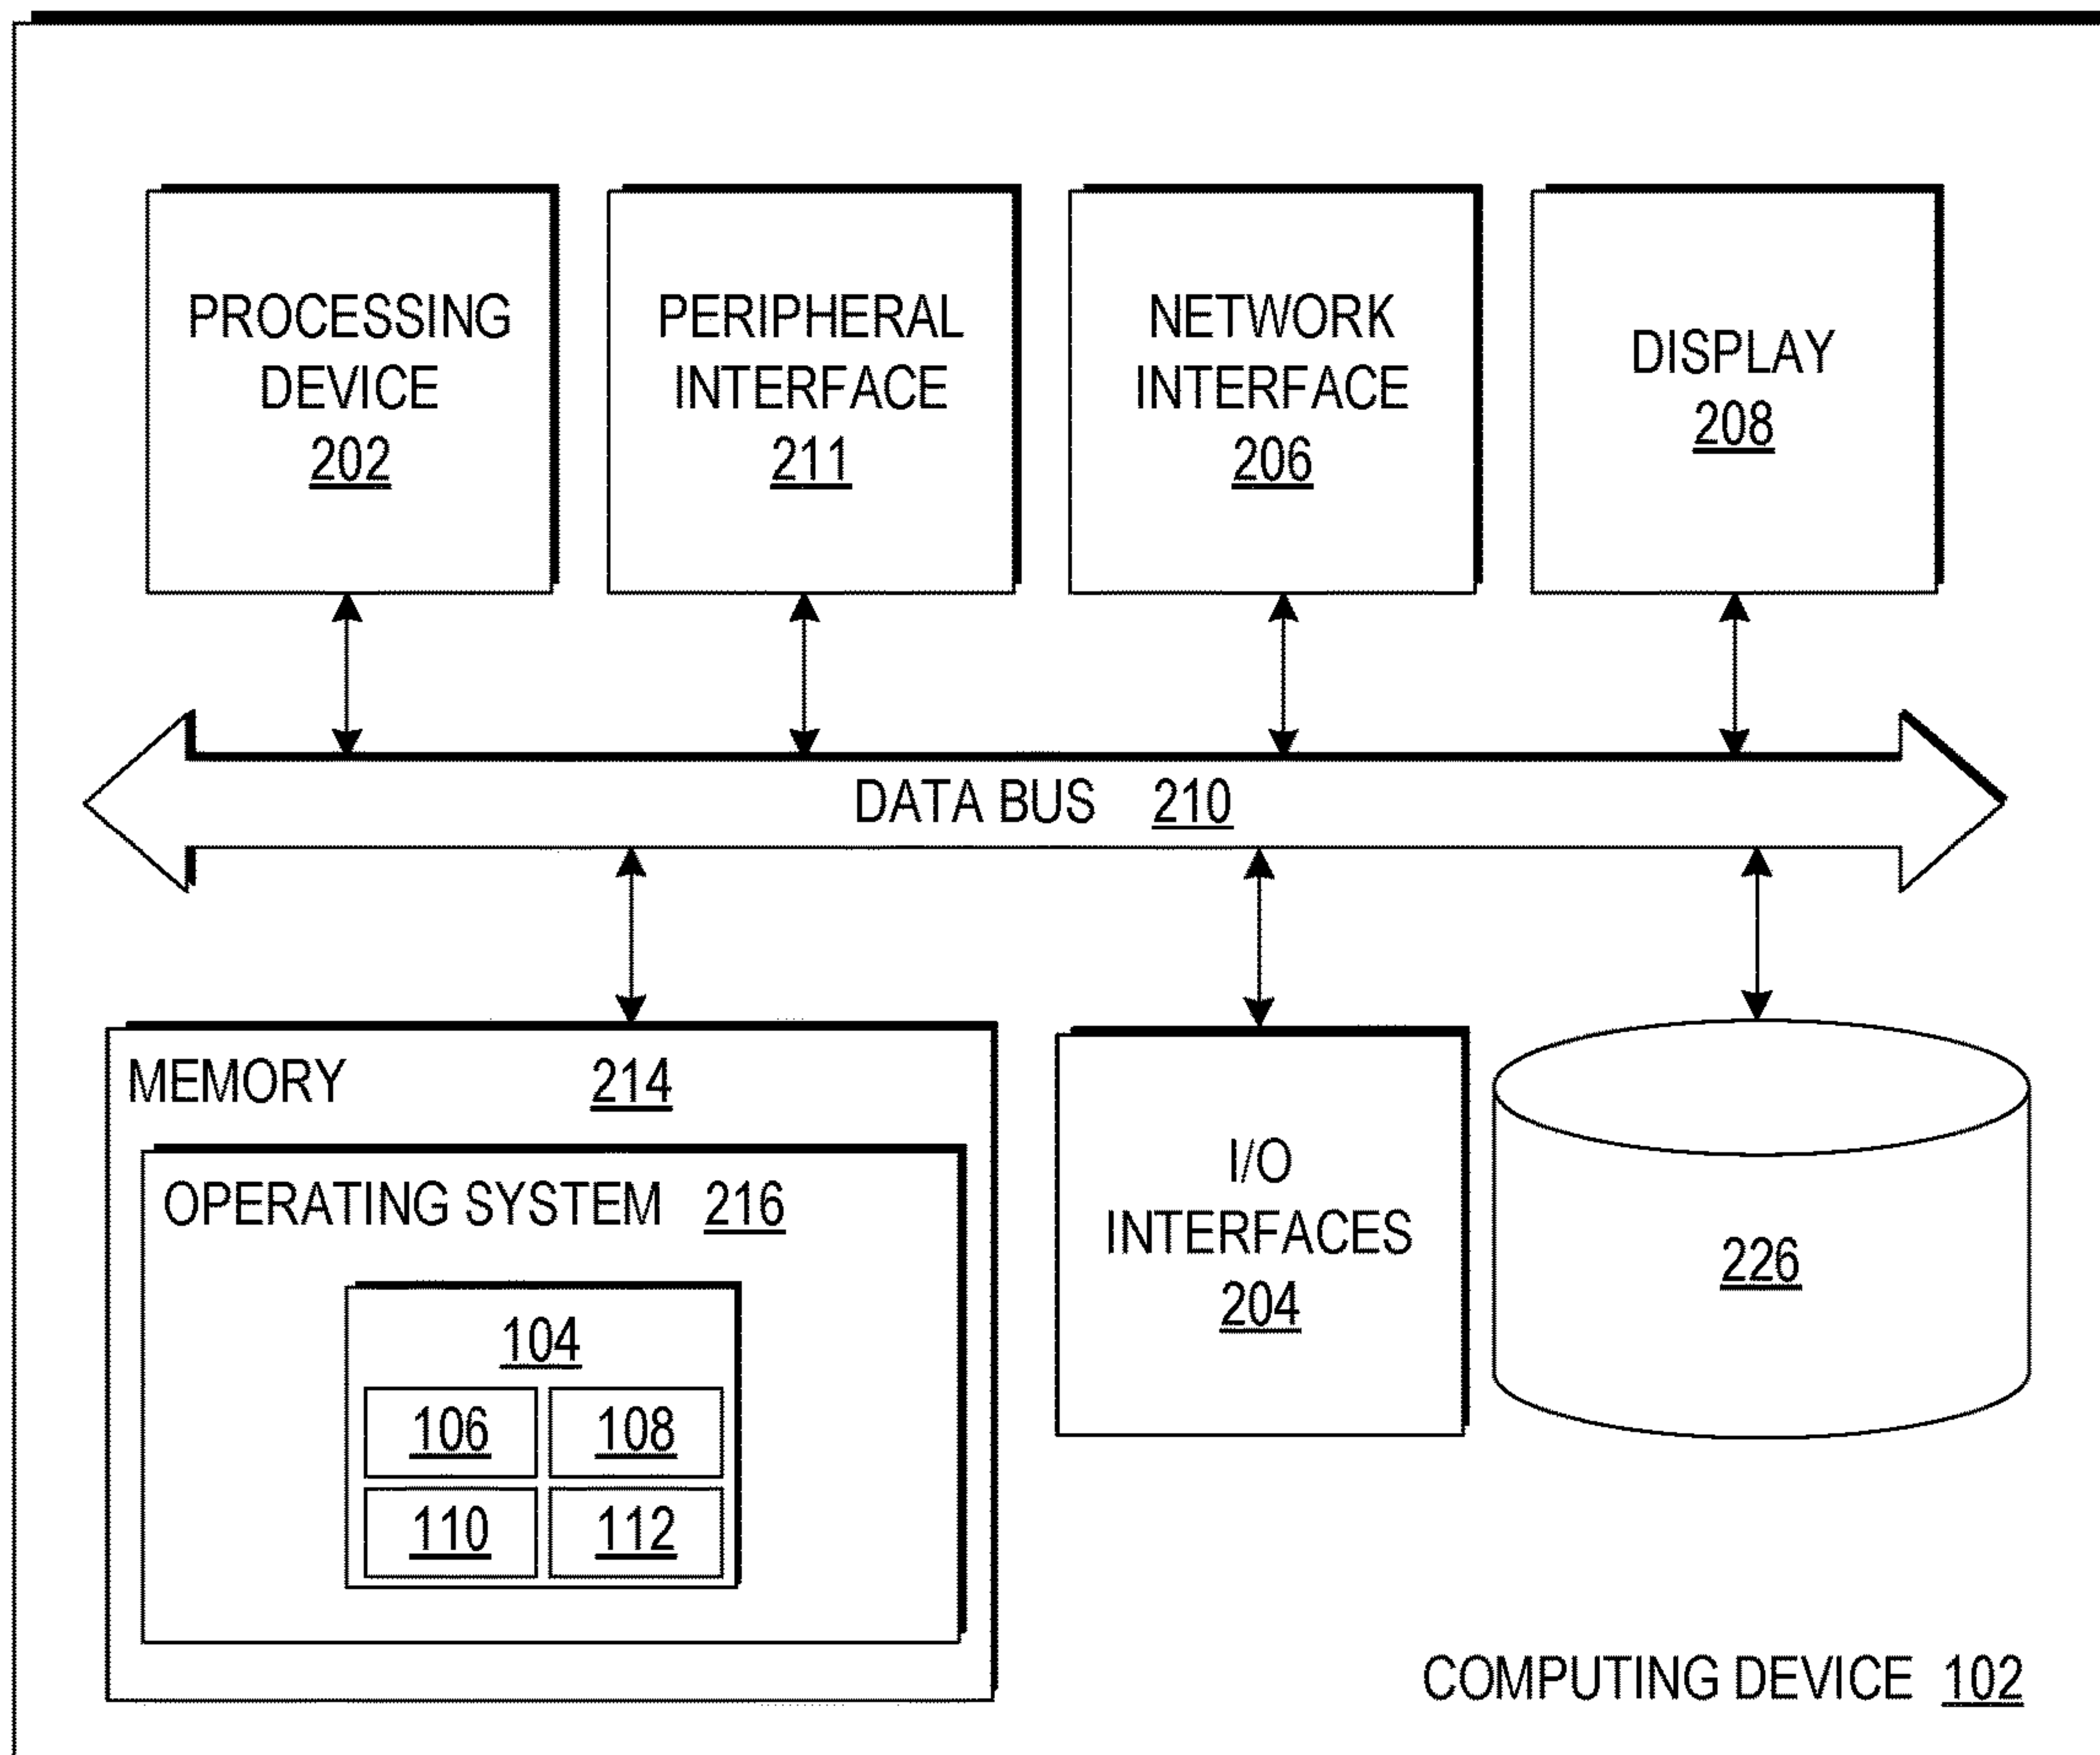 PROCESSING
DEVICE
202
PERIPHERAL
INTERFACE
211
NETWORK
INTERFACE
206
DISPLAY
208
DATA BUS 210
MEMORY 214
OPERATING SYSTEM 216
104
106 108
110 112
I/O
INTERFACES
204
226
COMPUTING DEVICE 102